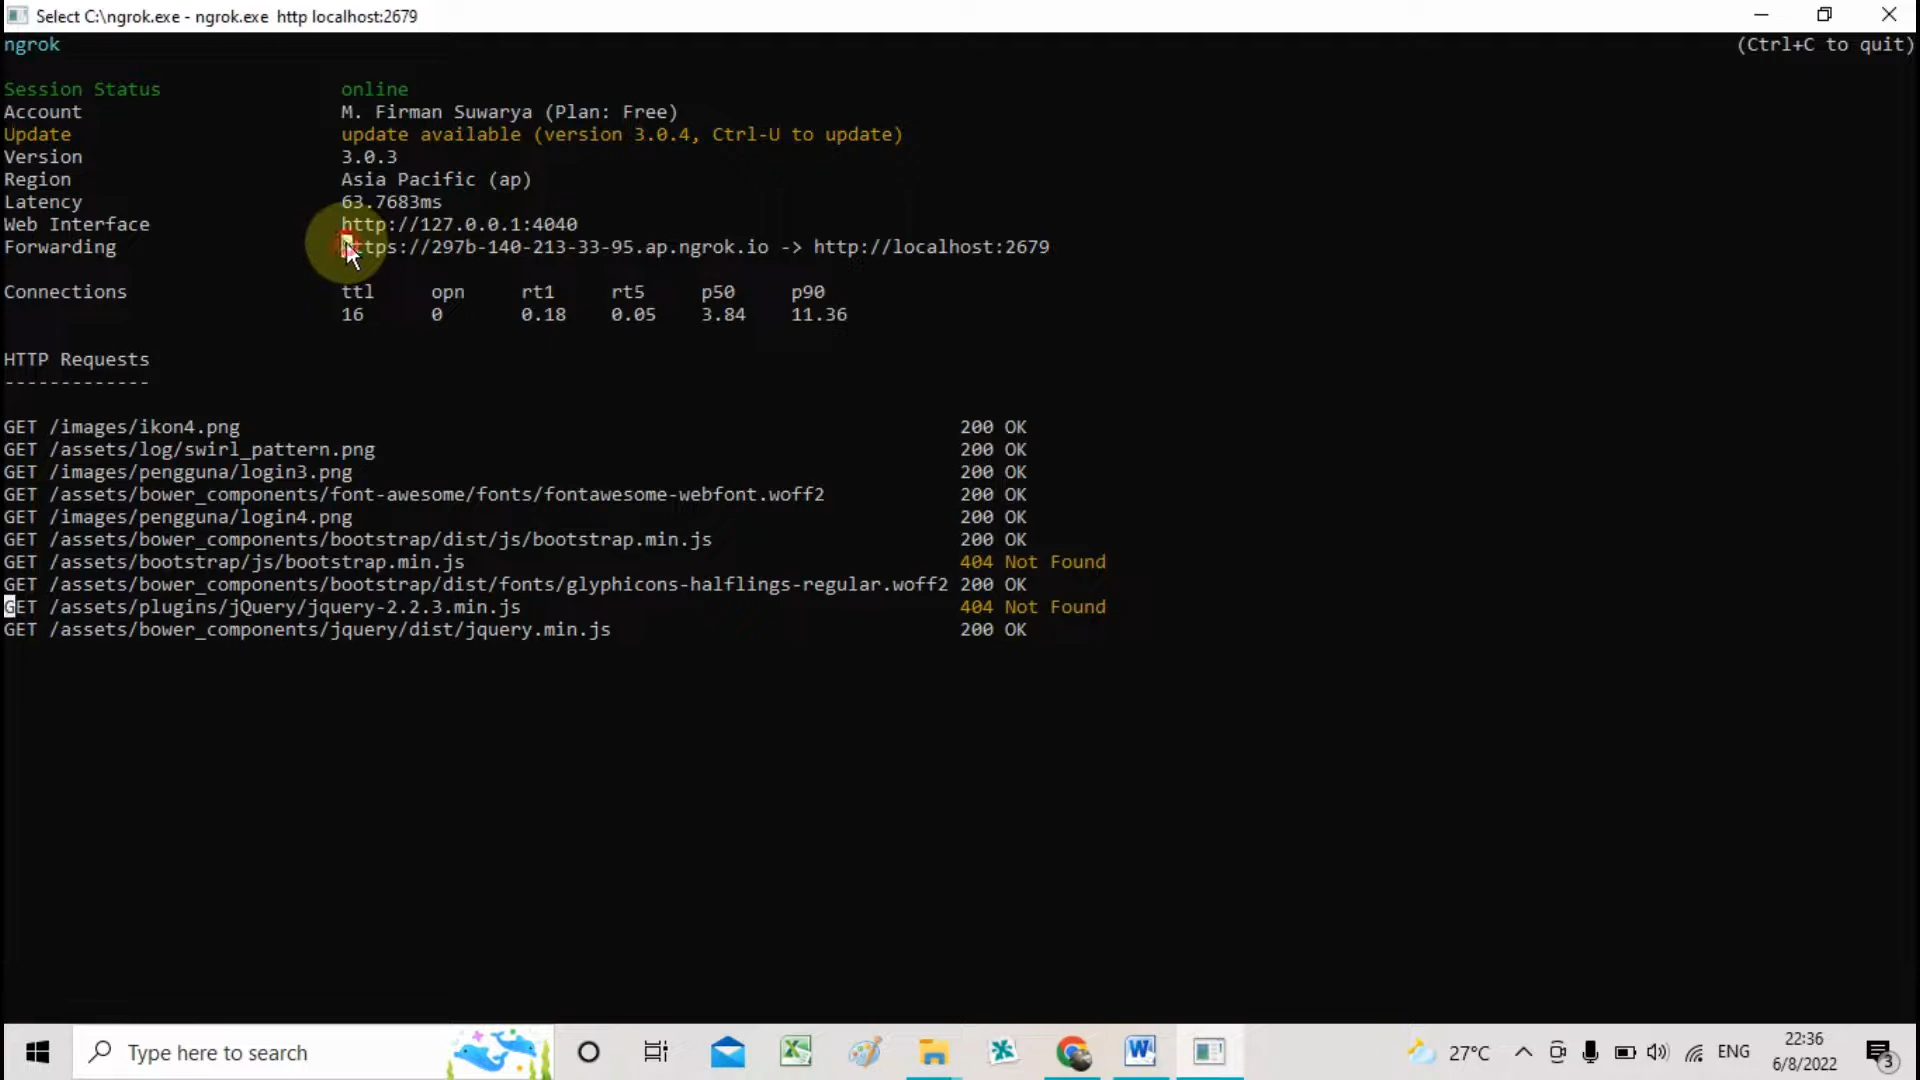 Select C:\ngrok.exe - ngrok.exe  http localhost:2679
ngrok (Ctrl+C to quit)
Session Status online
Account M. Firman Suwarya (Plan: Free)
Update update available (version 3.0.4, Ctrl-U to update)
Version 3.0.3
Region Asia Pacific (ap)
Latency 63.7683ms
Web Interface http://127.0.0.1:4040
Forwarding https://297b-140-213-33-95.ap.ngrok.io -> http://localhost:2679
Connections ttl opn rt1 rt5 p50 p90
16 0 0.18 0.05 3.84 11.36
HTTP Requests
-------------
GET /images/ikon4.png 200 OK
GET /assets/log/swirl_pattern.png 200 OK
GET /images/pengguna/login3.png 200 OK
GET /assets/bower_components/font-awesome/fonts/fontawesome-webfont.woff2 200 OK
GET /images/pengguna/login4.png 200 OK
GET /assets/bower_components/bootstrap/dist/js/bootstrap.min.js 200 OK
GET /assets/bootstrap/js/bootstrap.min.js 404 Not Found
GET /assets/bower_components/bootstrap/dist/fonts/glyphicons-halflings-regular.woff2 200 OK
GET /assets/plugins/jQuery/jquery-2.2.3.min.js 404 Not Found
GET /assets/bower_components/jquery/dist/jquery.min.js 200 OK
Type here to search
27°C
ENG
22:36
6/8/2022
3